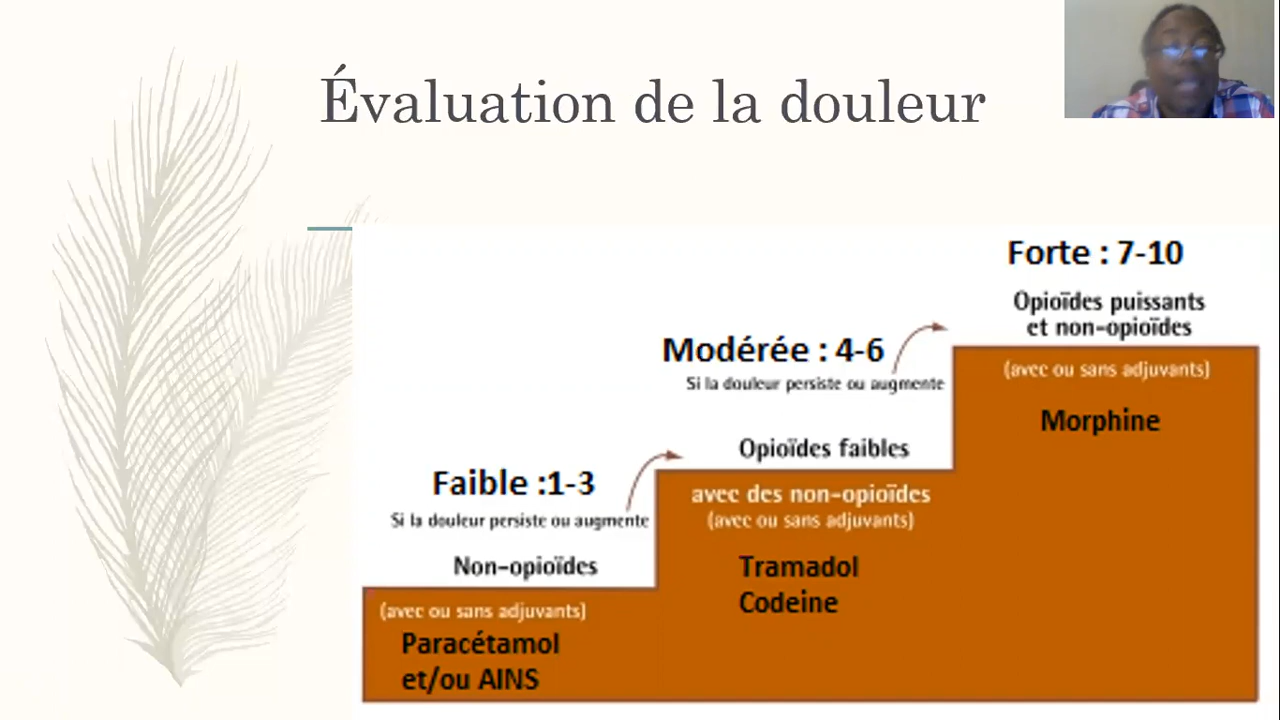 Évaluation de la douleur
Forte : 7-10
Opioïdes puissants
et non-opioïdes
(avec ou sans adjuvants)
Morphine
Modérée : 4-6
Si la douleur persiste ou augmente
Opioïdes faibles
avec des non-opioïdes
(avec ou sans adjuvants)
Tramadol
Codeine
Faible :1-3
Si la douleur persiste ou augmente
Non-opioïdes
(avec ou sans adjuvants)
Paracétamol
et/ou AINS